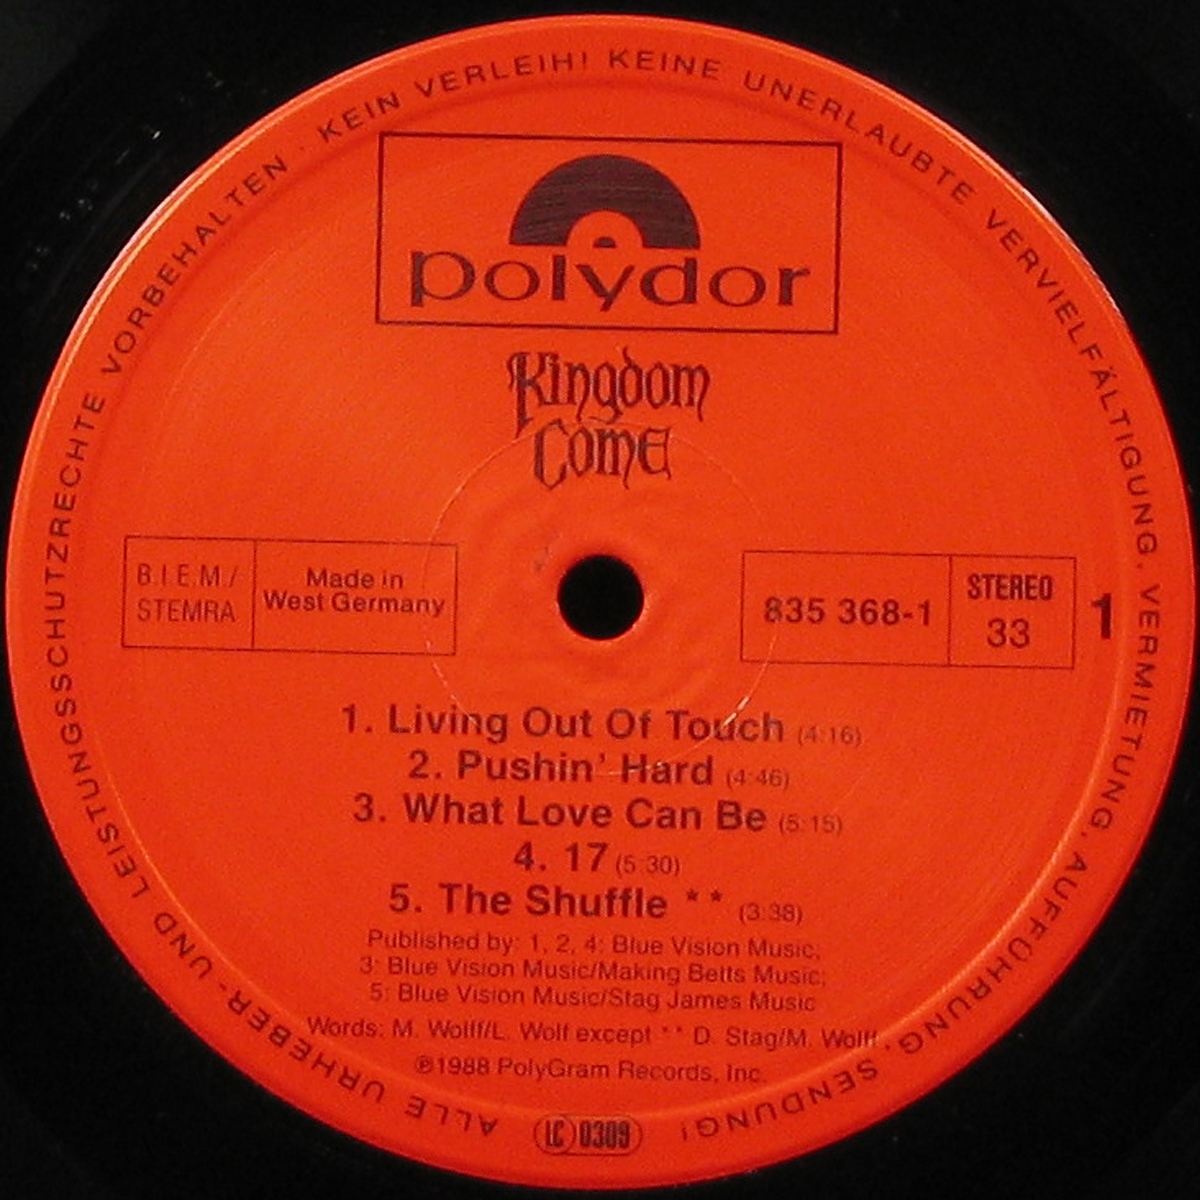 ALLE URHEBER- UND LEISTUNGSSCHUTZRECHTE VORBEHALTEN · KEIN VERLEIH! KEINE UNERLAUBTE VERVIELFÄLTIGUNG, VERMIETUNG, AUFFÜHRUNG, SENDUNG!
polydor
Kingdom
Come
B.I.E.M./
STEMRA
Made in
West Germany
835 368-1
STEREO
33
1
1. Living Out Of Touch (4:16)
2. Pushin' Hard (4:46)
3. What Love Can Be (5:15)
4. 17 (5:30)
5. The Shuffle ** (3:38)
Published by: 1, 2, 4: Blue Vision Music;
3: Blue Vision Music/Making Betts Music;
5: Blue Vision Music/Stag James Music
Words: M. Wolff/L. Wolf except ** D. Stag/M. Wolff
℗1988 PolyGram Records, Inc.
LC 0309